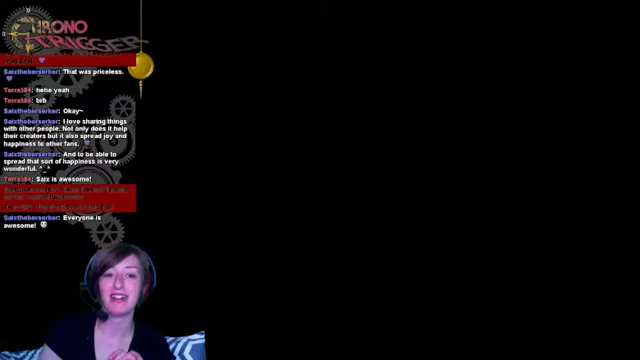 CHRONO
TRIGGER
Saixtheberserker: That was priceless.
Terra584: hehe yeah
Terra584: brb
Saixtheberserker: Okay~
Saixtheberserker: I love sharing things
with other people. Not only does it help
their creators but it also spread joy and
happiness to other fans.
Saixtheberserker: And to be able to
spread that sort of happiness is very
wonderful. ^_^
Terra584: Saix is awesome!
Saixtheberserker: Everyone is
awesome!